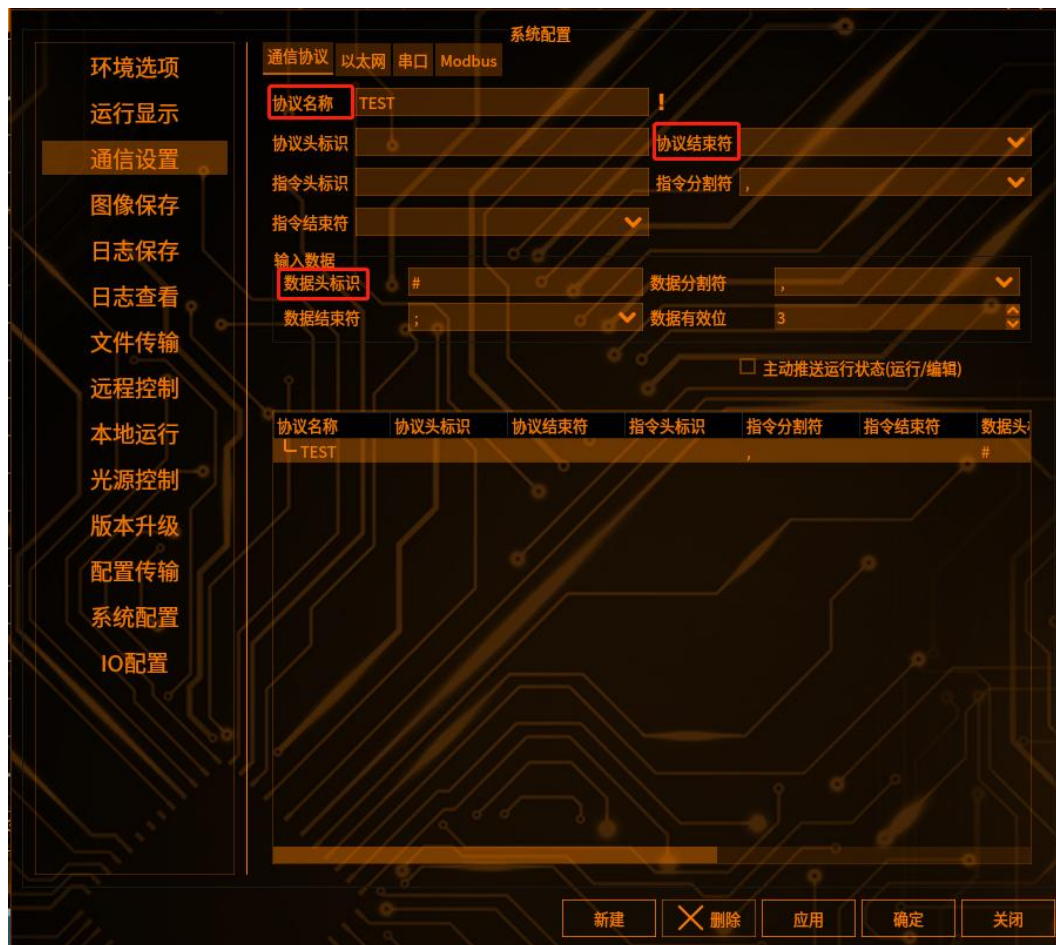 系统配置
环境选项
运行显示
通信设置
图像保存
日志保存
日志查看
文件传输
远程控制
本地运行
光源控制
版本升级
配置传输
系统配置
IO配置
通信协议 以太网 串口 Modbus
协议名称 TEST !
协议头标识 协议结束符
指令头标识 指令分割符 ,
指令结束符
输入数据
数据头标识 # 数据分割符 ,
数据结束符 ; 数据有效位 3
主动推送运行状态(运行/编辑)
协议名称 协议头标识 协议结束符 指令头标识 指令分割符 指令结束符 数据头
TEST , #
新建 删除 应用 确定 关闭